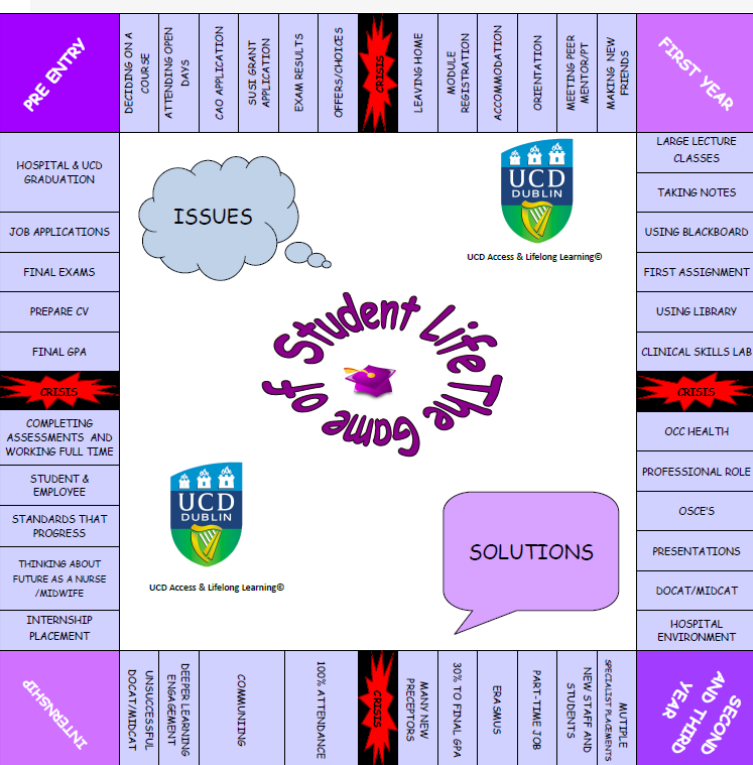 PRE ENTRY
DECIDING ON A
COURSE
ATTENDING OPEN
DAYS
CAO APPLICATION
SUSI GRANT
APPLICATION
EXAM RESULTS
OFFERS/CHOICES
CRISIS
LEAVING HOME
MODULE
REGISTRATION
ACCOMMODATION
ORIENTATION
MEETING PEER
MENTOR/PT
MAKING NEW
FRIENDS
FIRST YEAR
LARGE LECTURE
CLASSES
TAKING NOTES
USING BLACKBOARD
FIRST ASSIGNMENT
USING LIBRARY
CLINICAL SKILLS LAB
CRISIS
OCC HEALTH
PROFESSIONAL ROLE
OSCE'S
PRESENTATIONS
DOCAT/MIDCAT
HOSPITAL
ENVIRONMENT
SECOND
AND THIRD
YEAR
MUTIPLE
SPECIALIST PLACEMENTS
NEW STAFF AND
STUDENTS
PART-TIME JOB
ERASMUS
30% TO FINAL GPA
MANY NEW
PRECEPTORS
CRISIS
100% ATTENDANCE
COMMUNIING
DEEPER LEARNING
ENGAGEMENT
UNSUCCESSFUL
DOCAT/MIDCAT
INTERNSHIP
INTERNSHIP
PLACEMENT
THINKING ABOUT
FUTURE AS A NURSE
/MIDWIFE
STANDARDS THAT
PROGRESS
STUDENT &
EMPLOYEE
COMPLETING
ASSESSMENTS AND
WORKING FULL TIME
CRISIS
FINAL GPA
PREPARE CV
FINAL EXAMS
JOB APPLICATIONS
HOSPITAL & UCD
GRADUATION
ISSUES
UCD
DUBLIN
UCD Access & Lifelong Learning©
The Game of Student Life
UCD
DUBLIN
UCD Access & Lifelong Learning©
SOLUTIONS